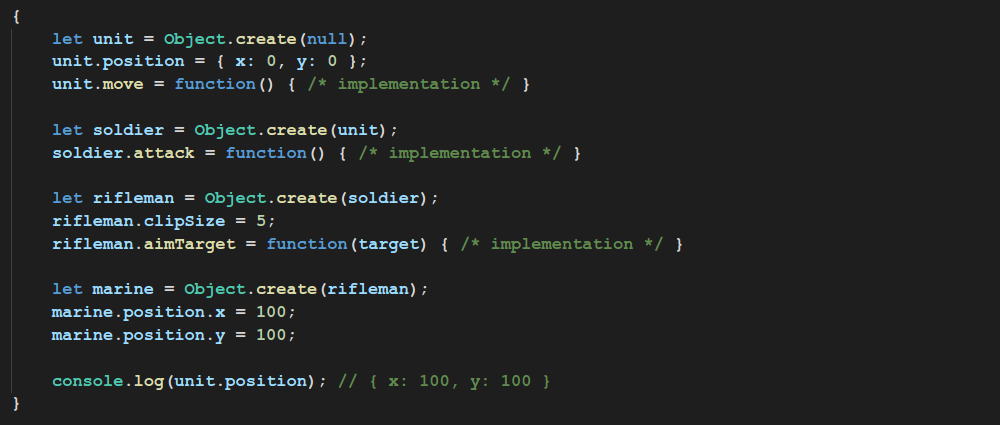 {
    let unit = Object.create(null);
    unit.position = { x: 0, y: 0 };
    unit.move = function() { /* implementation */ }

    let soldier = Object.create(unit);
    soldier.attack = function() { /* implementation */ }

    let rifleman = Object.create(soldier);
    rifleman.clipSize = 5;
    rifleman.aimTarget = function(target) { /* implementation */ }

    let marine = Object.create(rifleman);
    marine.position.x = 100;
    marine.position.y = 100;

    console.log(unit.position); // { x: 100, y: 100 }
}